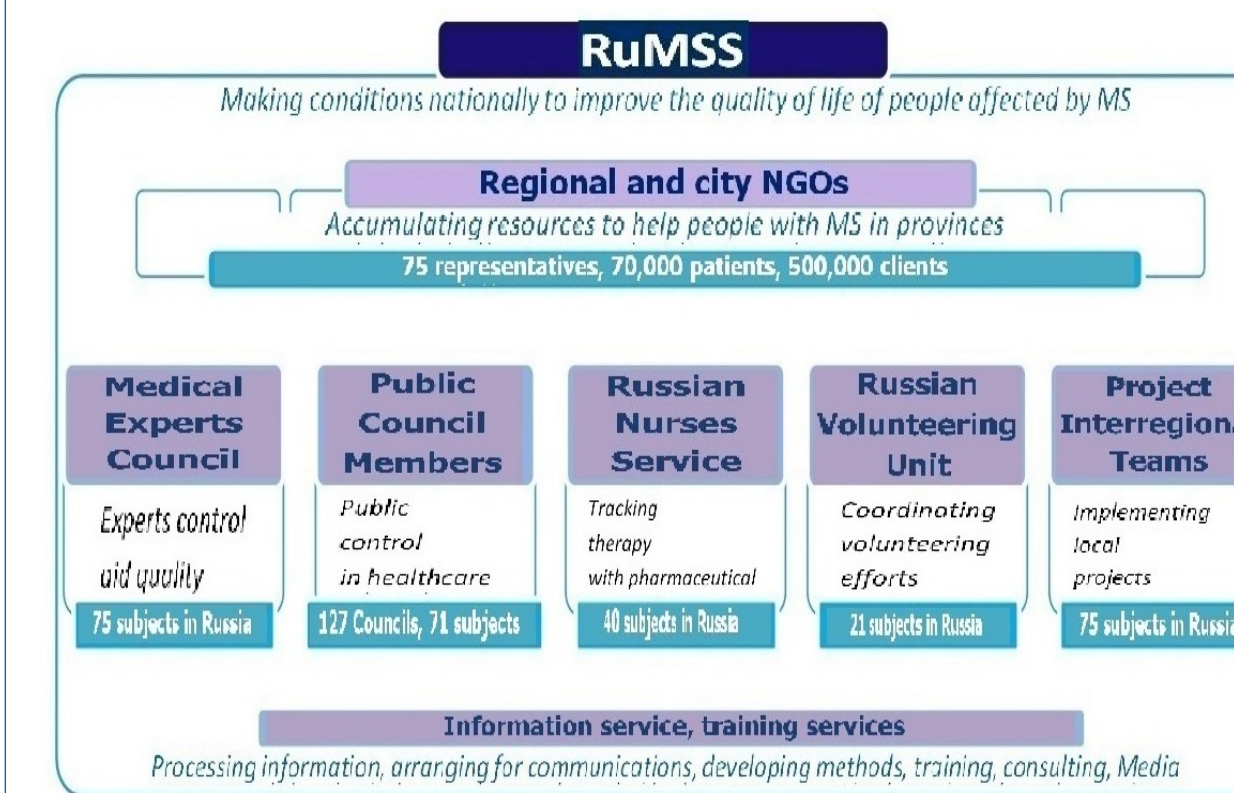 RuMSS
Making conditions nationally to improve the quality of life of people affected by MS
Regional and city NGOs
Accumulating resources to help people with MS in provinces
75 representatives, 70,000 patients, 500,000 clients
Medical
Experts
Council
Experts control
aid quality
75 subjects in Russia
Public
Council
Members
Public
control
in healthcare
127 Councils, 71 subjects
Russian
Nurses
Service
Tracking
therapy
with pharmaceutical
40 subjects in Russia
Russian
Volunteering
Unit
Coordinating
volunteering
efforts
21 subjects in Russia
Project
Interregiona
Teams
Implementing
local
projects
75 subjects in Russia
Information service, training services
Processing information, arranging for communications, developing methods, training, consulting, Media